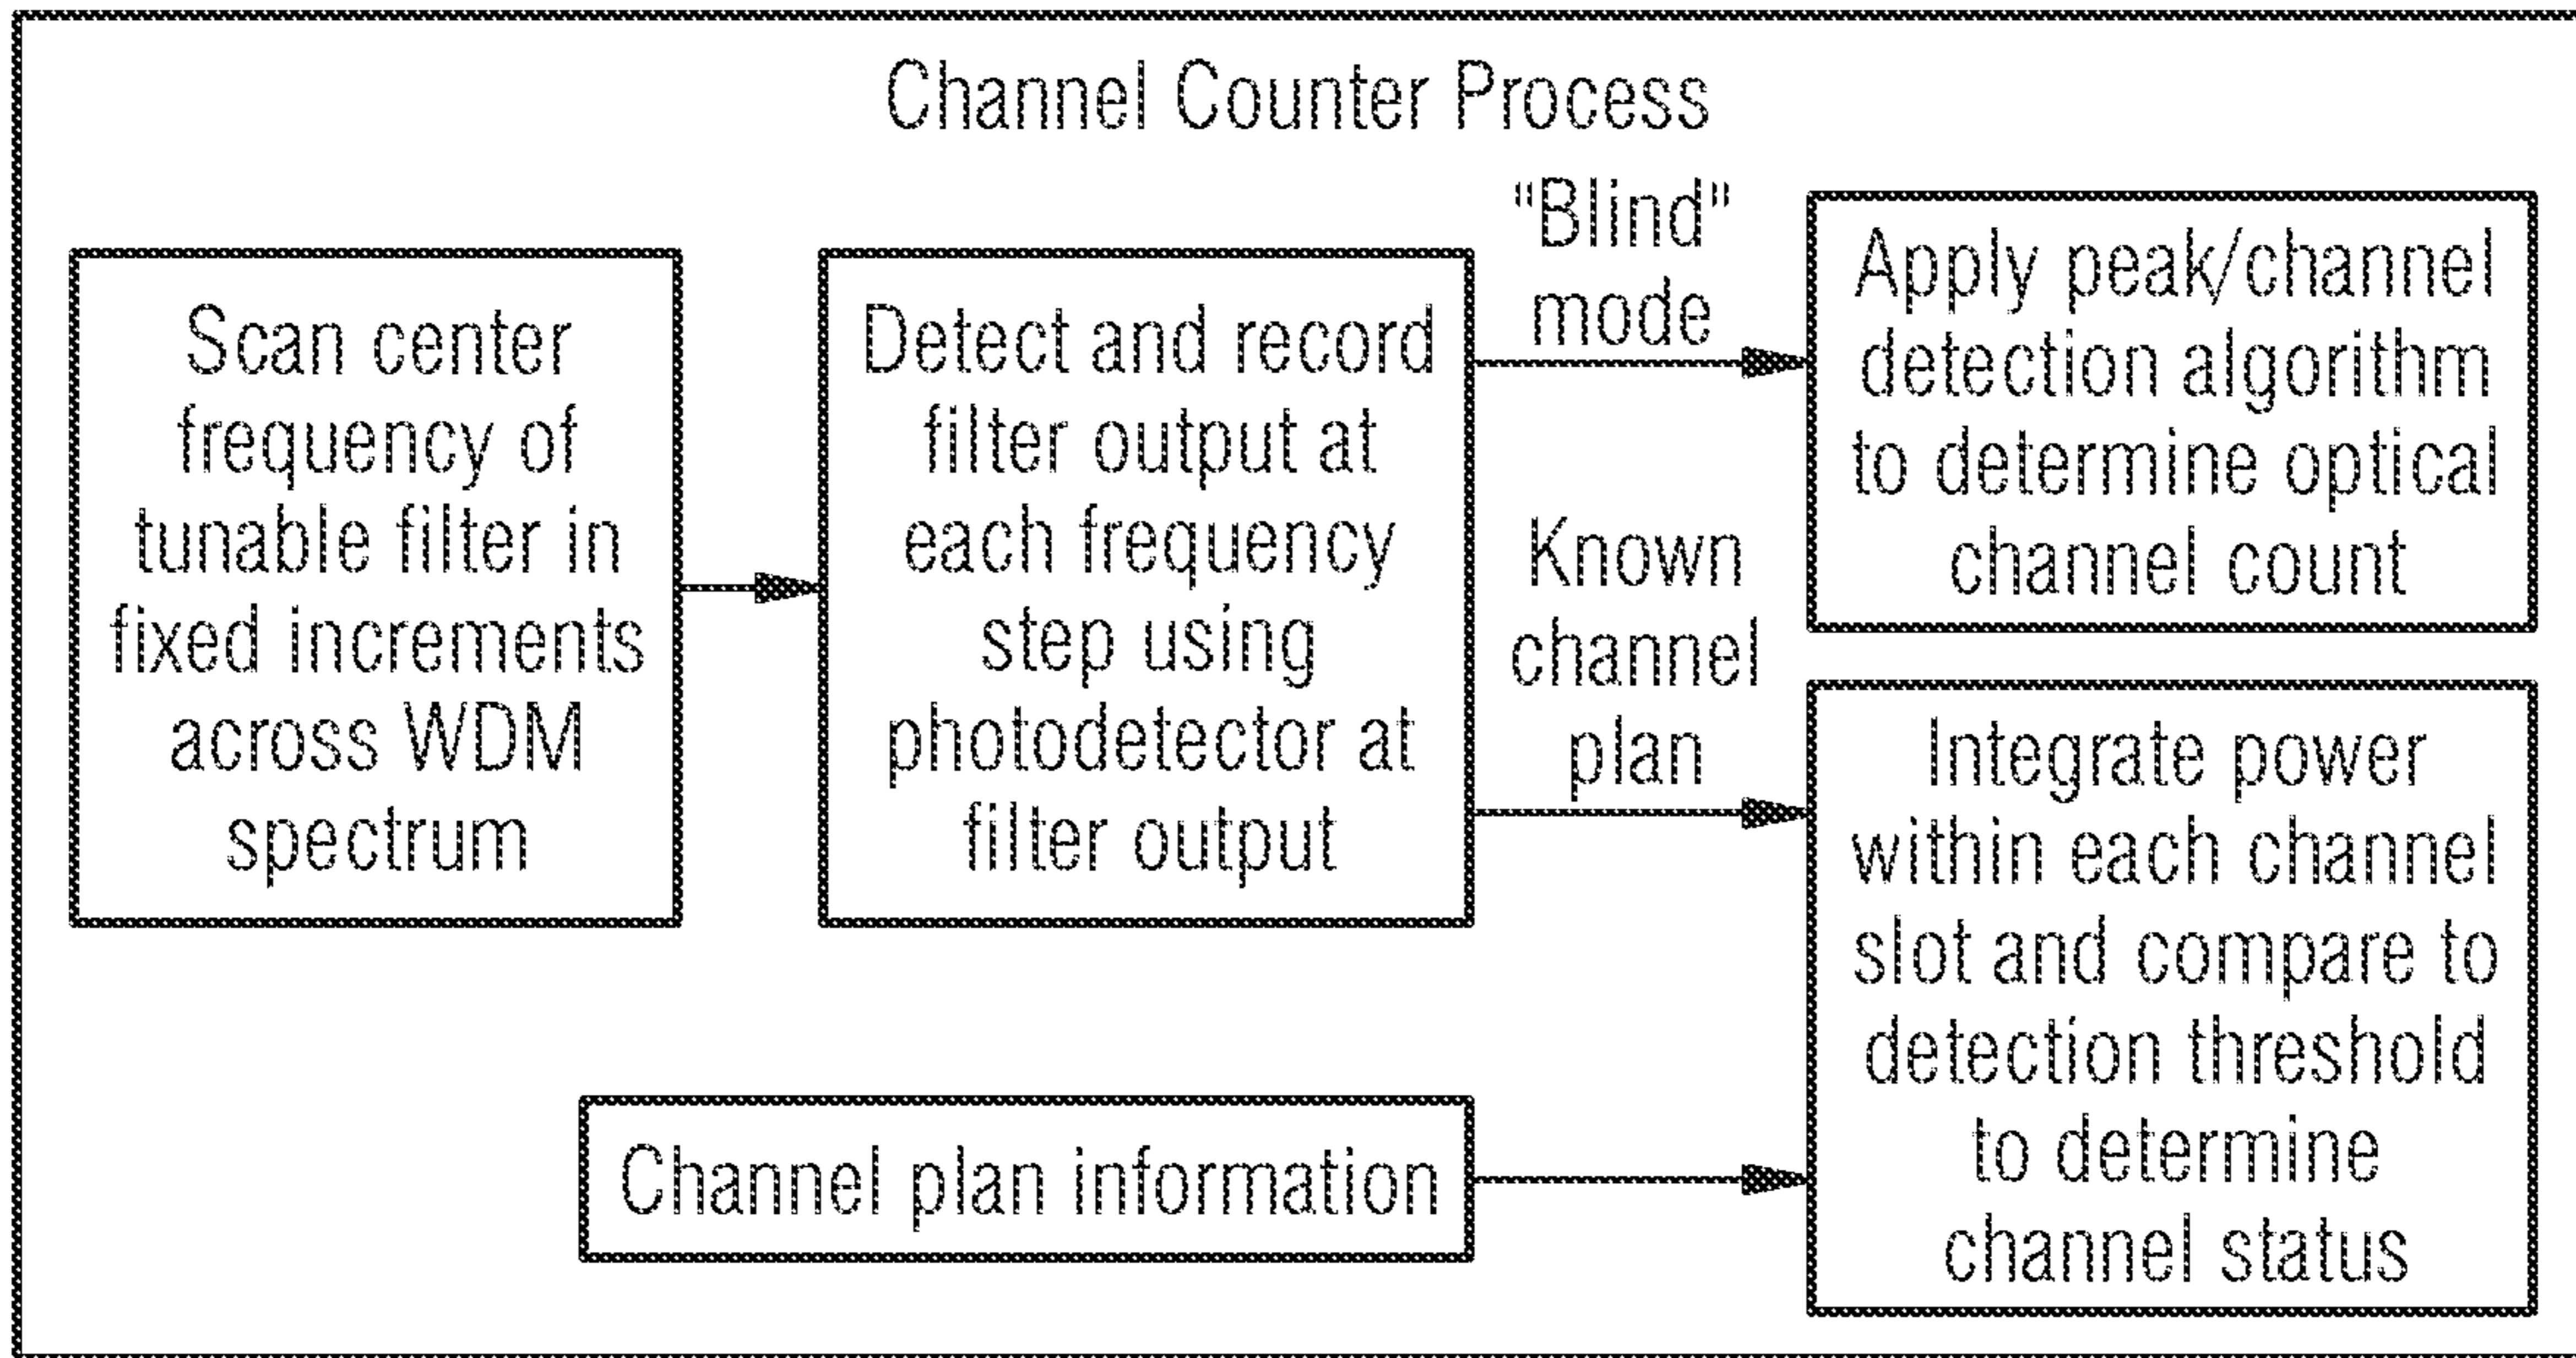 Channel Counter Process
Scan center
frequency of
tunable filter in
fixed increments
across WDM
spectrum
Detect and record
filter output at
each frequency
step using
photodetector at
filter output
"Blind"
mode
Known
channel
plan
Apply peak/channel
detection algorithm
to determine optical
channel count
Integrate power
within each channel
slot and compare to
detection threshold
to determine
channel status
Channel plan information